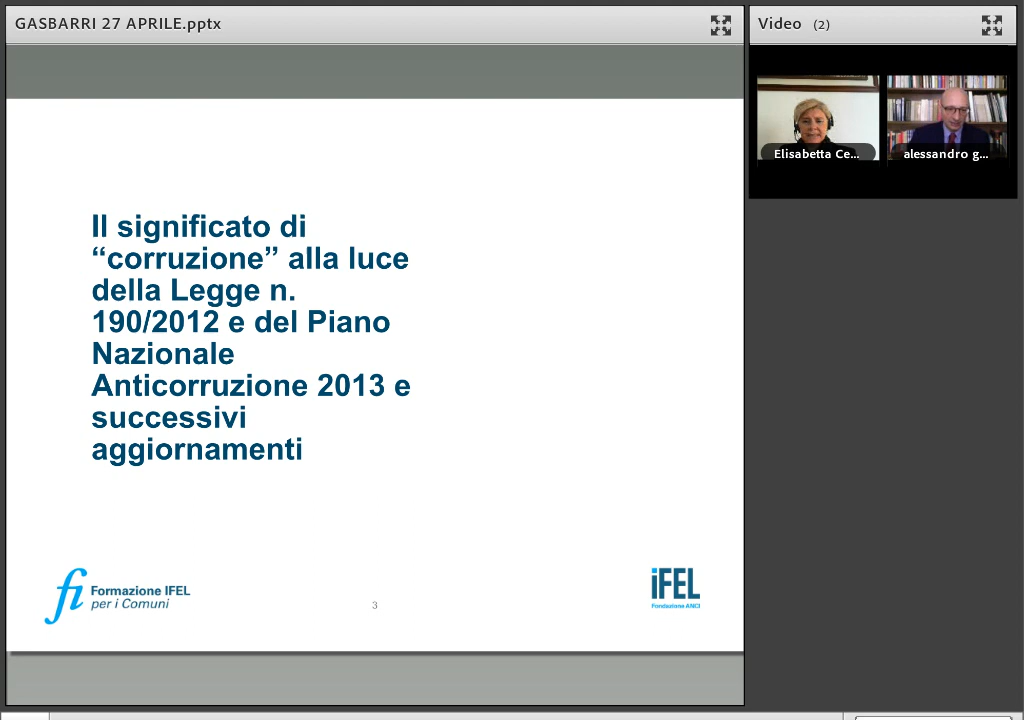 GASBARRI 27 APRILE.pptx
Video (2)
Elisabetta Ce...
alessandro g...
Il significato di
“corruzione” alla luce
della Legge n.
190/2012 e del Piano
Nazionale
Anticorruzione 2013 e
successivi
aggiornamenti
fi
Formazione IFEL
per i Comuni
3
iFEL
Fondazione ANCI